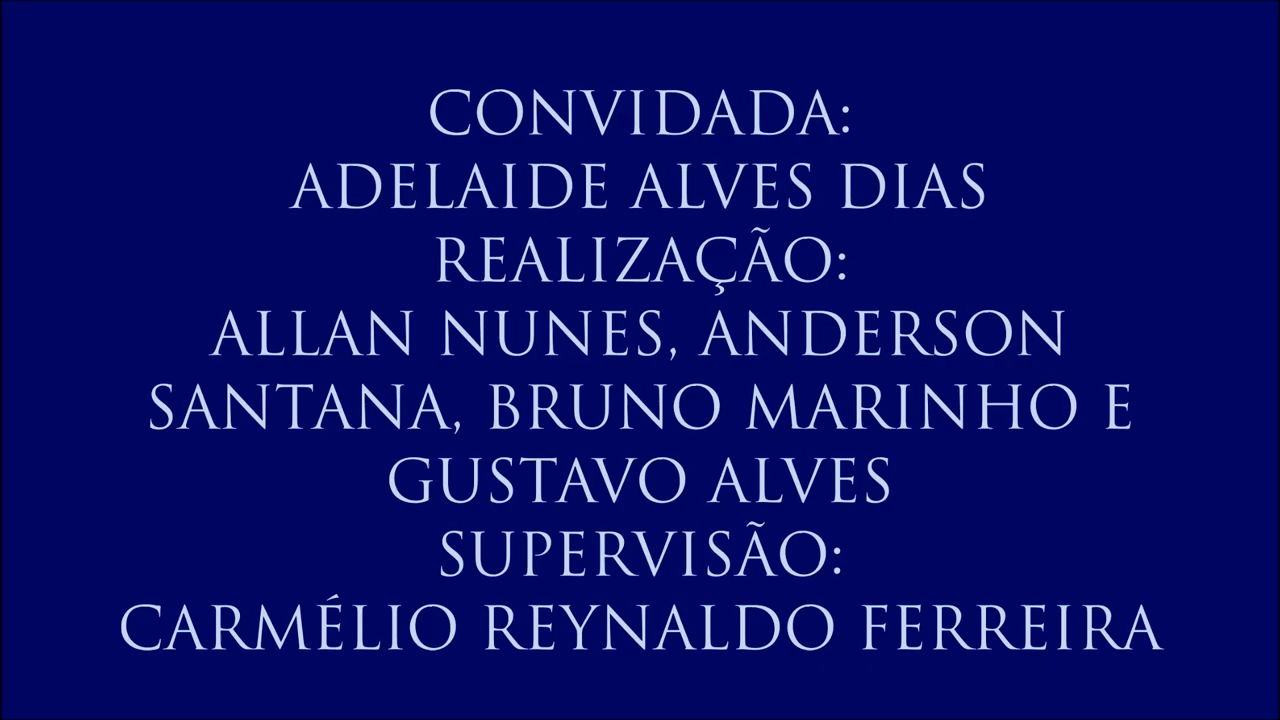 CONVIDADA:
ADELAIDE ALVES DIAS
REALIZAÇÃO:
ALLAN NUNES, ANDERSON
SANTANA, BRUNO MARINHO E
GUSTAVO ALVES
SUPERVISÃO:
CARMÉLIO REYNALDO FERREIRA